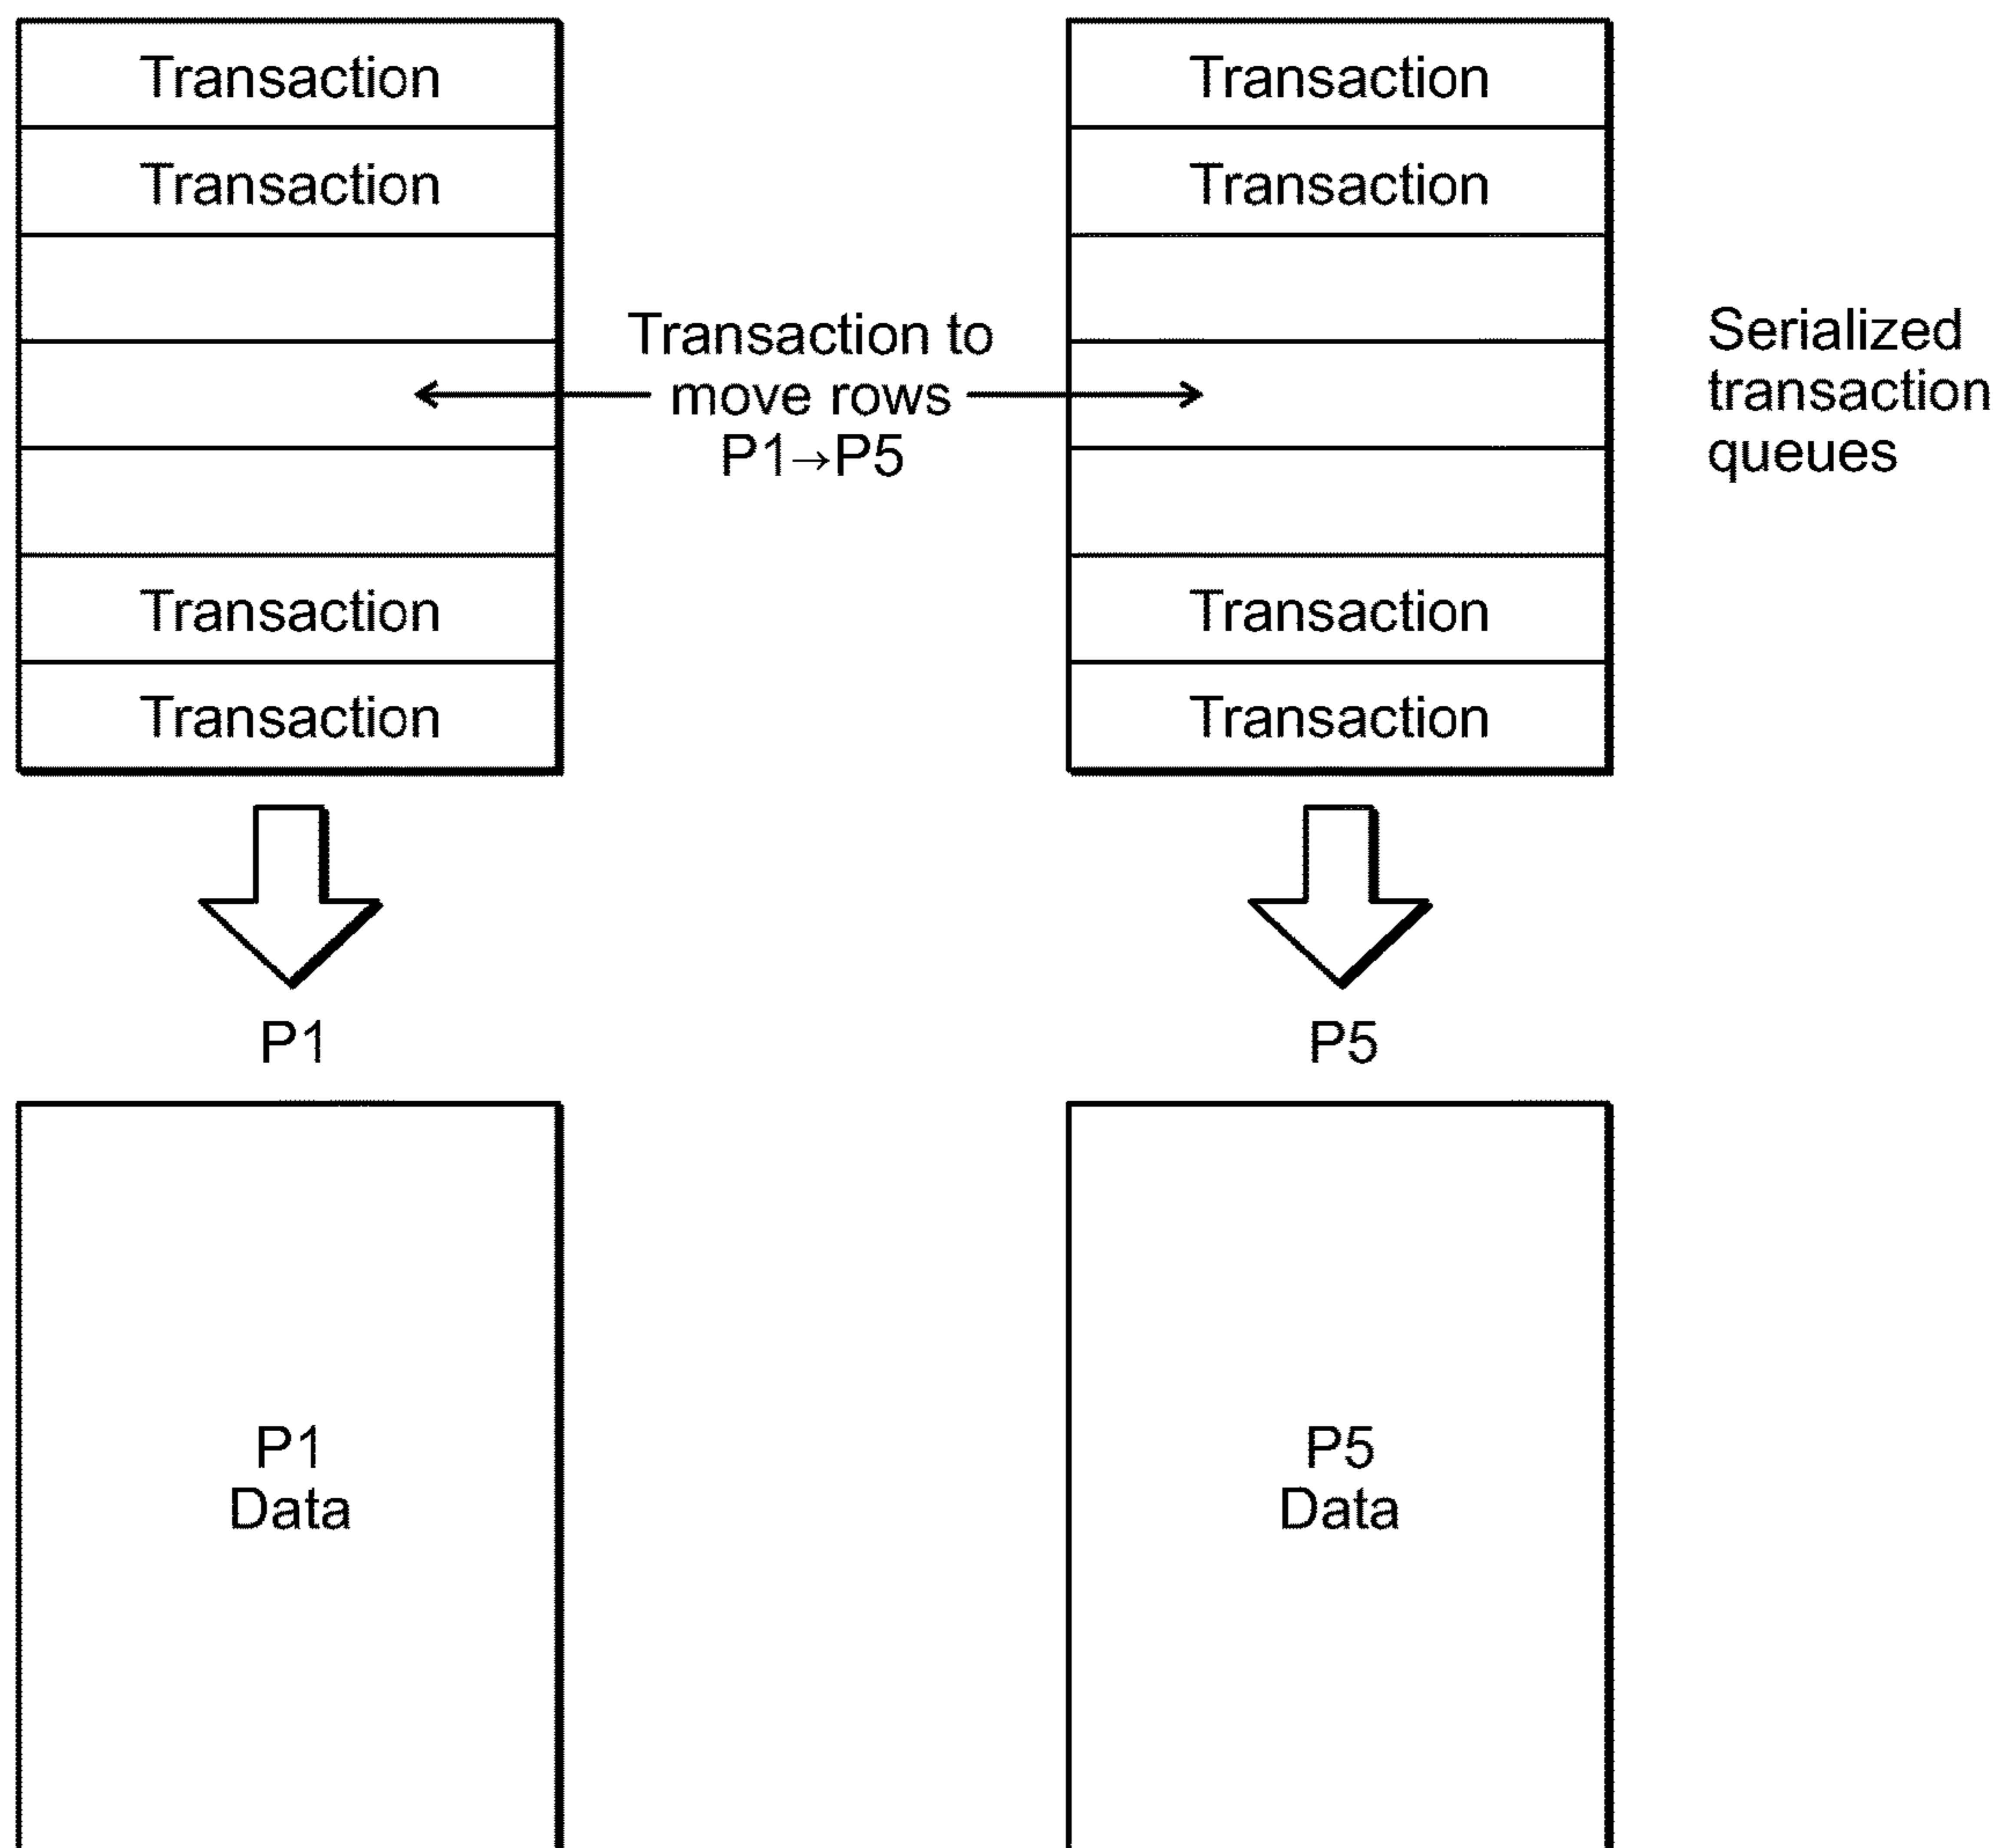 Transaction
Transaction
Transaction
Transaction
Transaction to
move rows
P1→P5
Transaction
Transaction
Transaction
Transaction
Serialized
transaction
queues
P1
P5
P1
Data
P5
Data